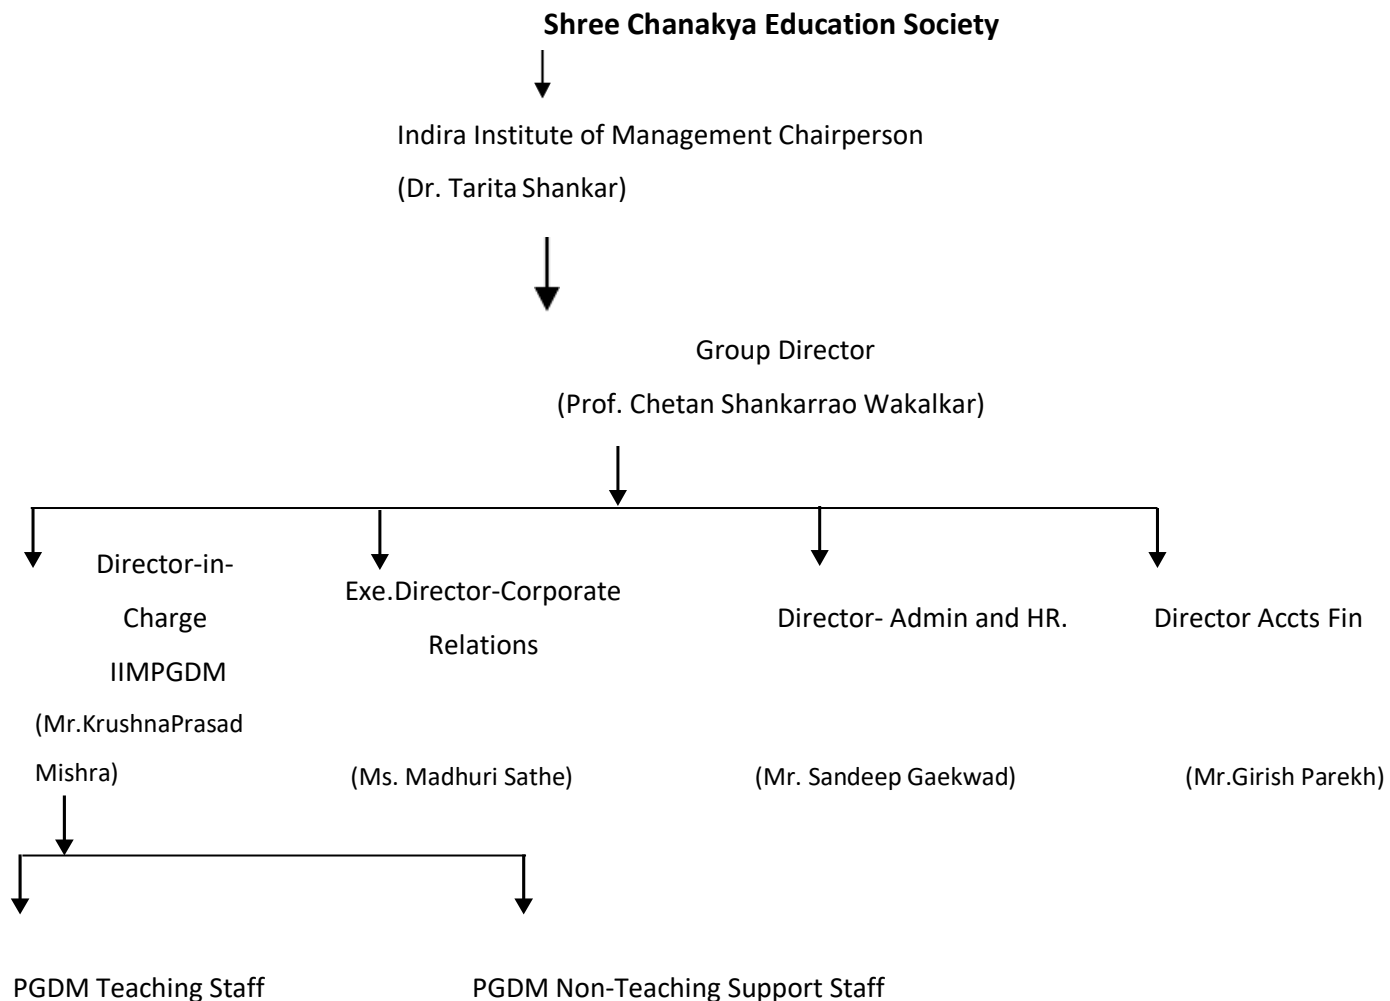 Shree Chanakya Education Society
Indira Institute of Management Chairperson
(Dr. Tarita Shankar)
Group Director
(Prof. Chetan Shankarrao Wakalkar)
Director-in-
Charge
IIMPGDM
(Mr.KrushnaPrasad
Mishra)
Exe.Director-Corporate
Relations
(Ms. Madhuri Sathe)
Director- Admin and HR.
(Mr. Sandeep Gaekwad)
Director Accts Fin
(Mr.Girish Parekh)
PGDM Teaching Staff
PGDM Non-Teaching Support Staff